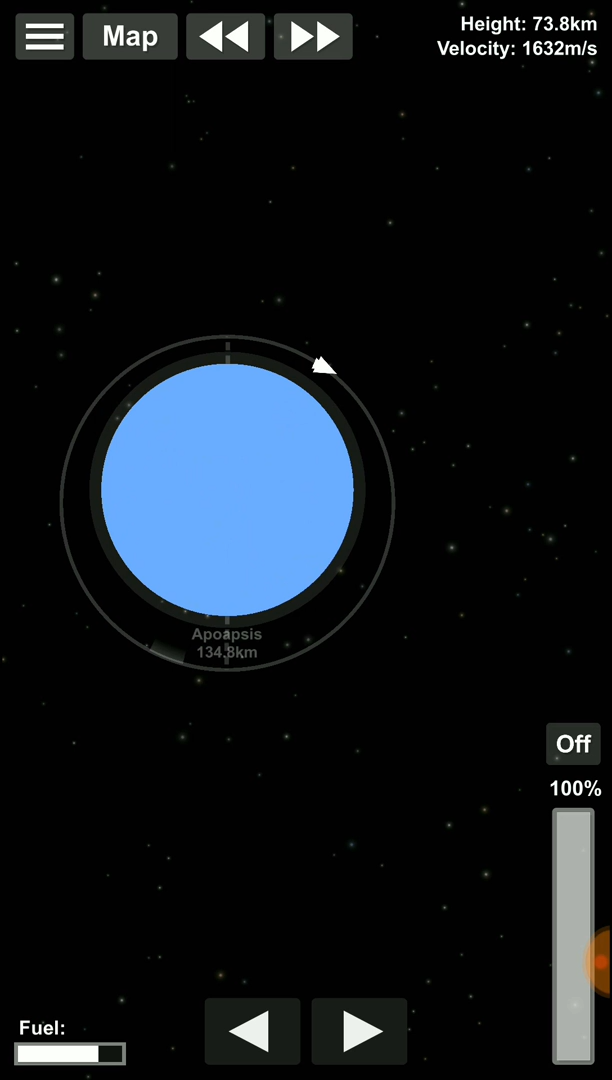 Map
Height: 73.8km
Velocity: 1632m/s
Apoapsis
134.8km
Off
100%
Fuel: